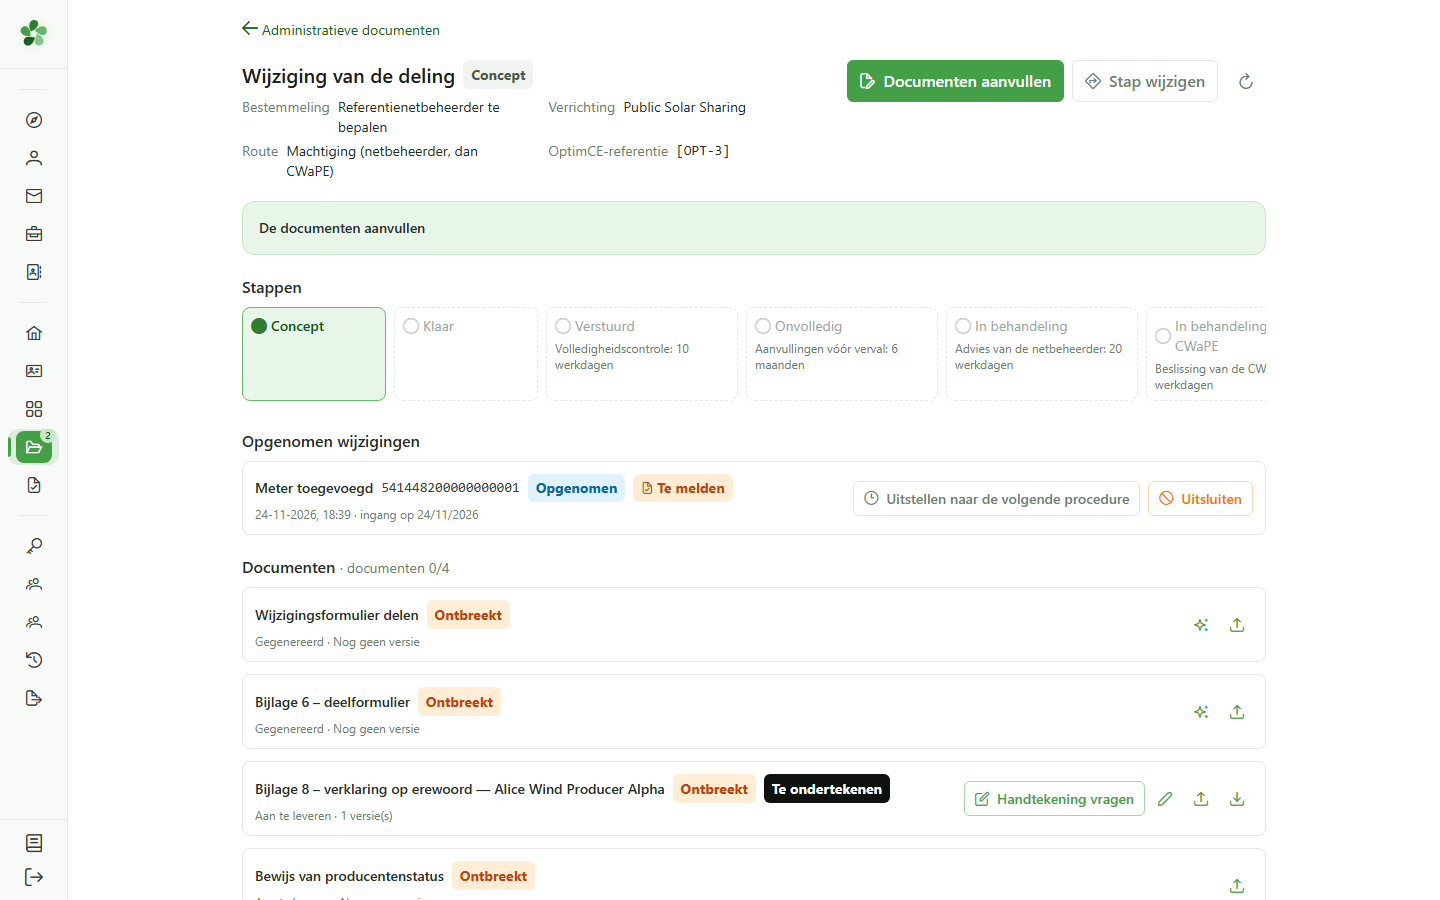 Administratieve documenten
Wijziging van de deling Concept
Documenten aanvullen
Stap wijzigen
Bestemmeling Referentienetbeheerder te bepalen
Verrichting Public Solar Sharing
Route Machtiging (netbeheerder, dan CWaPE)
OptimCE-referentie [OPT-3]
De documenten aanvullen
Stappen
Concept
Klaar
Verstuurd
Volledigheidscontrole: 10 werkdagen
Onvolledig
Aanvullingen vóór verval: 6 maanden
In behandeling
Advies van de netbeheerder: 20 werkdagen
In behandeling CWaPE
Beslissing van de CW
werkdagen
2
Opgenomen wijzigingen
Meter toegevoegd 541448200000000001 Opgenomen Te melden
24-11-2026, 18:39 · ingang op 24/11/2026
Uitstellen naar de volgende procedure
Uitsluiten
Documenten · documenten 0/4
Wijzigingsformulier delen Ontbreekt
Gegenereerd · Nog geen versie
Bijlage 6 – deelformulier Ontbreekt
Gegenereerd · Nog geen versie
Bijlage 8 – verklaring op erewoord — Alice Wind Producer Alpha Ontbreekt Te ondertekenen
Aan te leveren · 1 versie(s)
Handtekening vragen
Bewijs van producentenstatus Ontbreekt